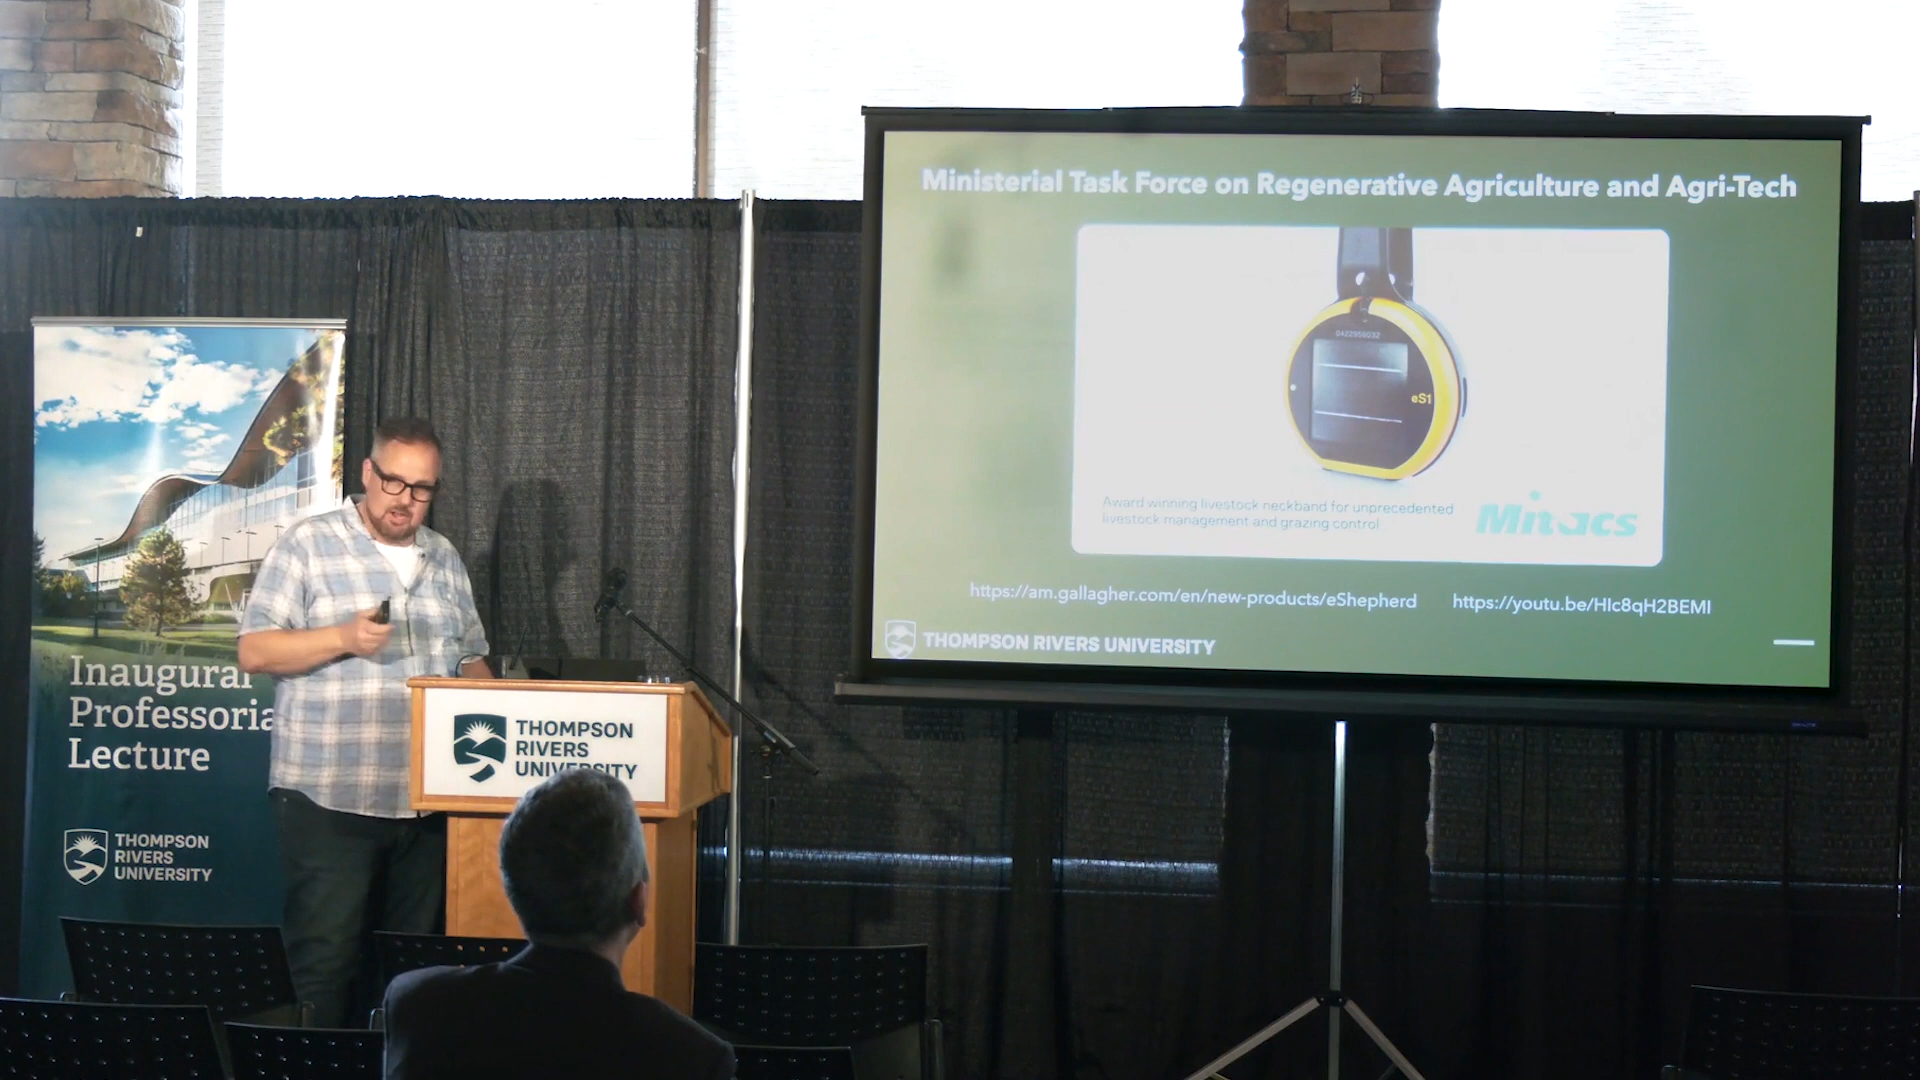 Ministerial Task Force on Regenerative Agriculture and Agri-Tech
0422956032
eS1
Award winning livestock neckband for unprecedented
livestock management and grazing control
Mitacs
https://am.gallagher.com/en/new-products/eShepherd
https://youtu.be/HIc8qH2BEMI
THOMPSON RIVERS UNIVERSITY
Inaugural
Professoria
Lecture
THOMPSON
RIVERS
UNIVERSITY
THOMPSON
RIVERS
UNIVERSITY